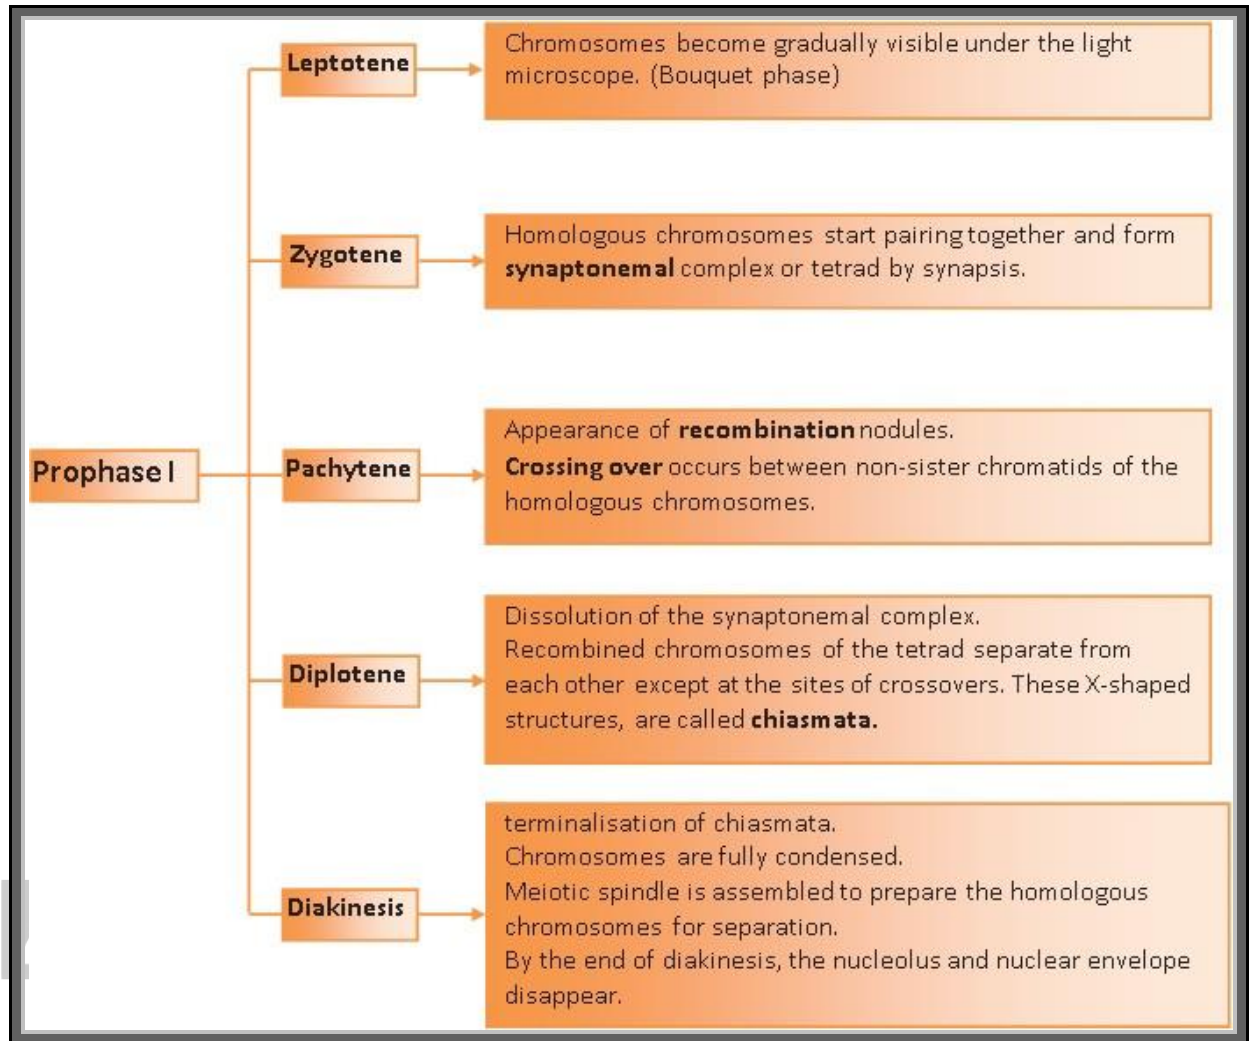 Leptotene
Chromosomes become gradually visible under the light
microscope. (Bouquet phase)
Zygotene
Homologous chromosomes start pairing together and form
synaptonemal complex or tetrad by synapsis.
Prophase I
Pachytene
Appearance of recombination nodules.
Crossing over occurs between non-sister chromatids of the
homologous chromosomes.
Diplotene
Dissolution of the synaptonemal complex.
Recombined chromosomes of the tetrad separate from
each other except at the sites of crossovers. These X-shaped
structures, are called chiasmata.
Diakinesis
terminalisation of chiasmata.
Chromosomes are fully condensed.
Meiotic spindle is assembled to prepare the homologous
chromosomes for separation.
By the end of diakinesis, the nucleolus and nuclear envelope
disappear.